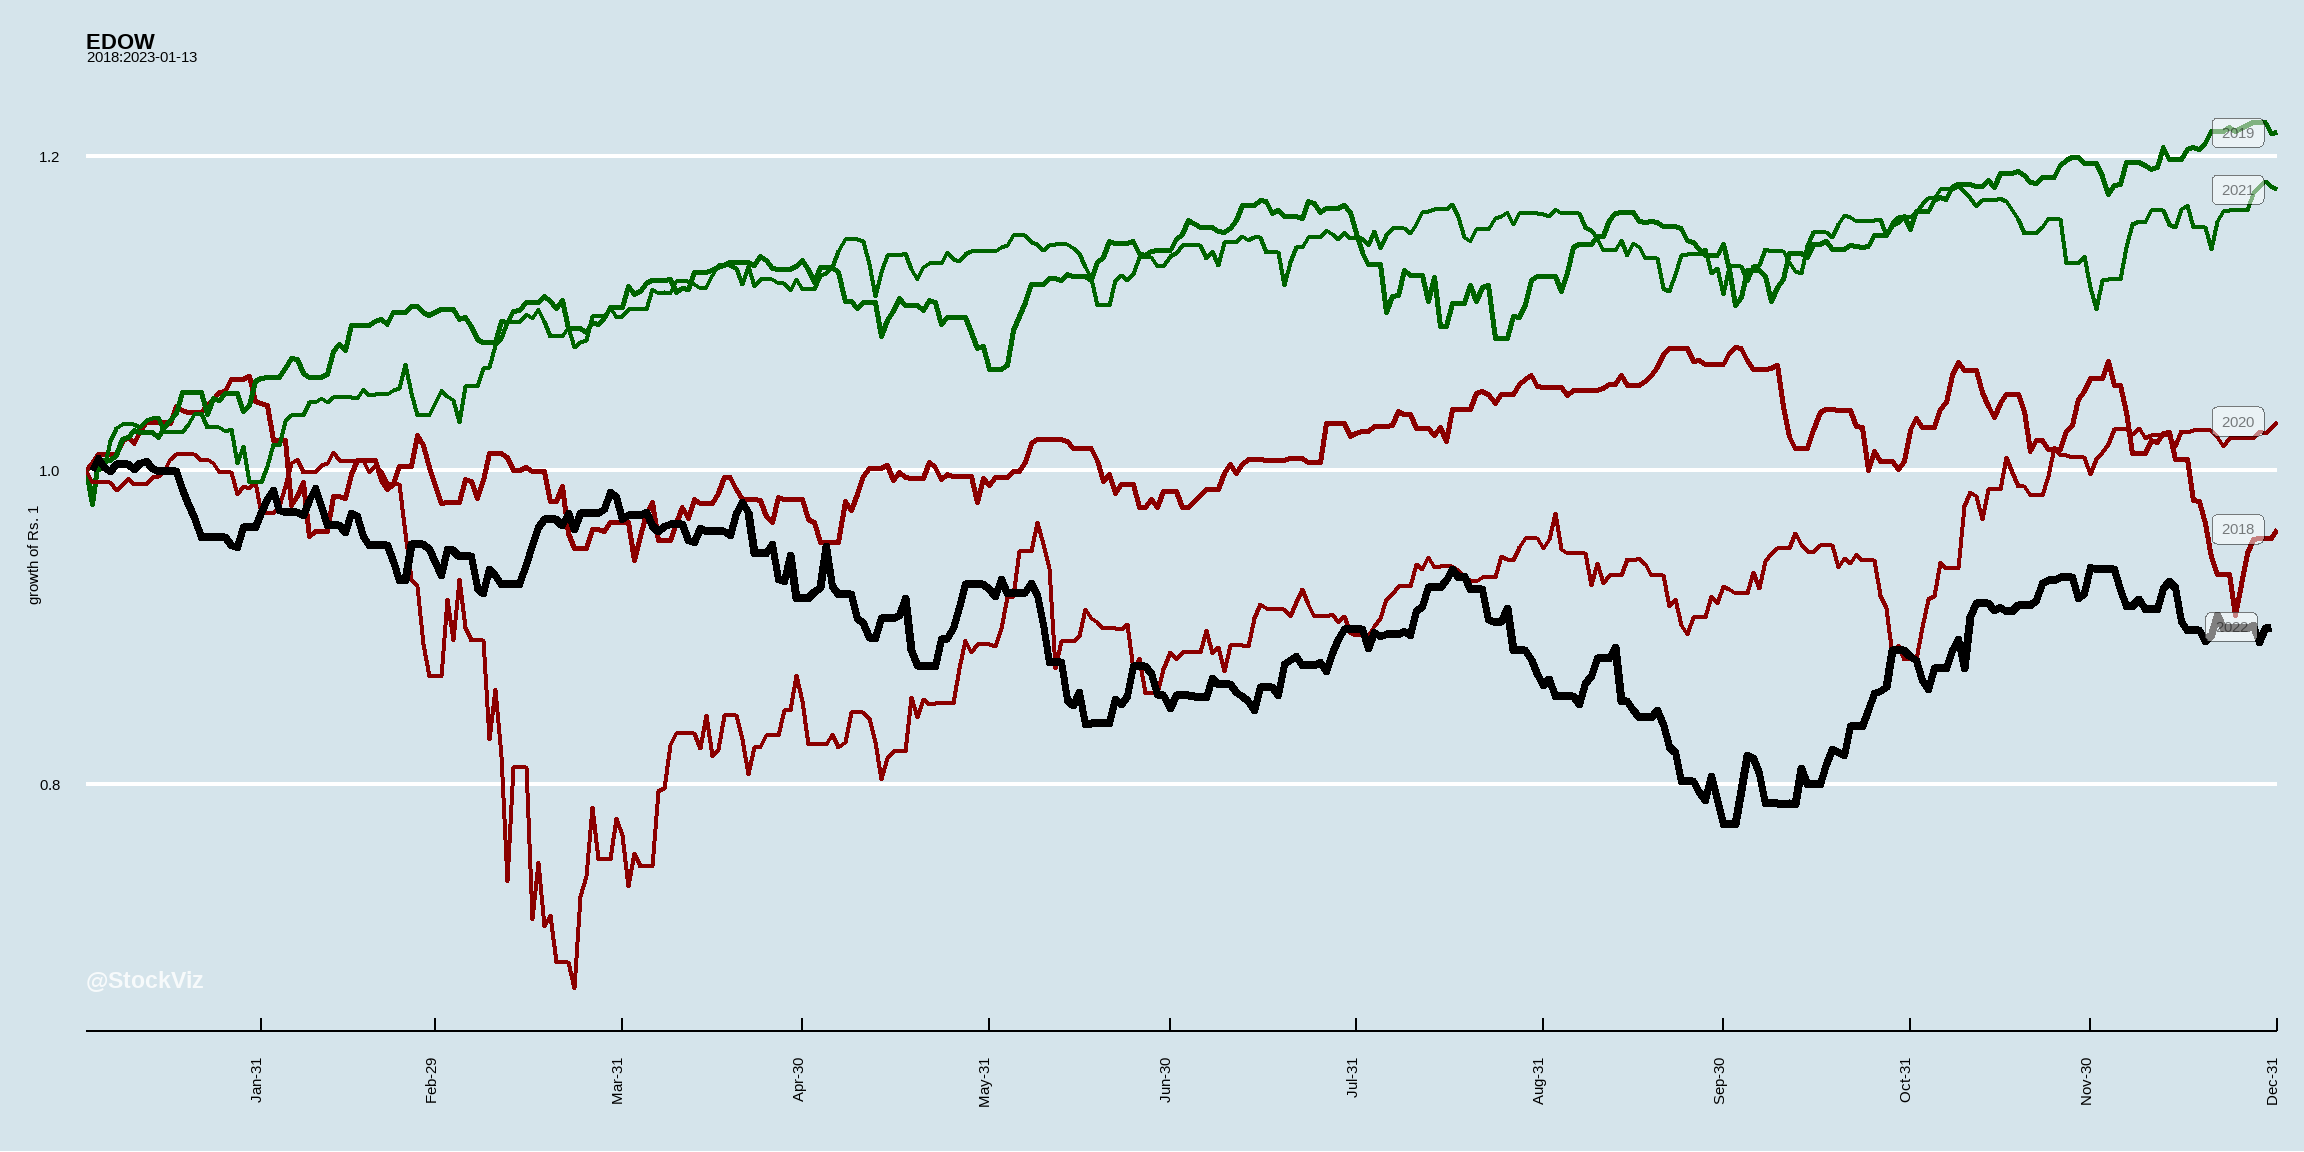 EDOW
2018:2023-01-13
1.2
1.0
0.8
growth of Rs. 1
2019
2021
2020
2018
2022
@StockViz
Jan-31
Feb-29
Mar-31
Apr-30
May-31
Jun-30
Jul-31
Aug-31
Sep-30
Oct-31
Nov-30
Dec-31